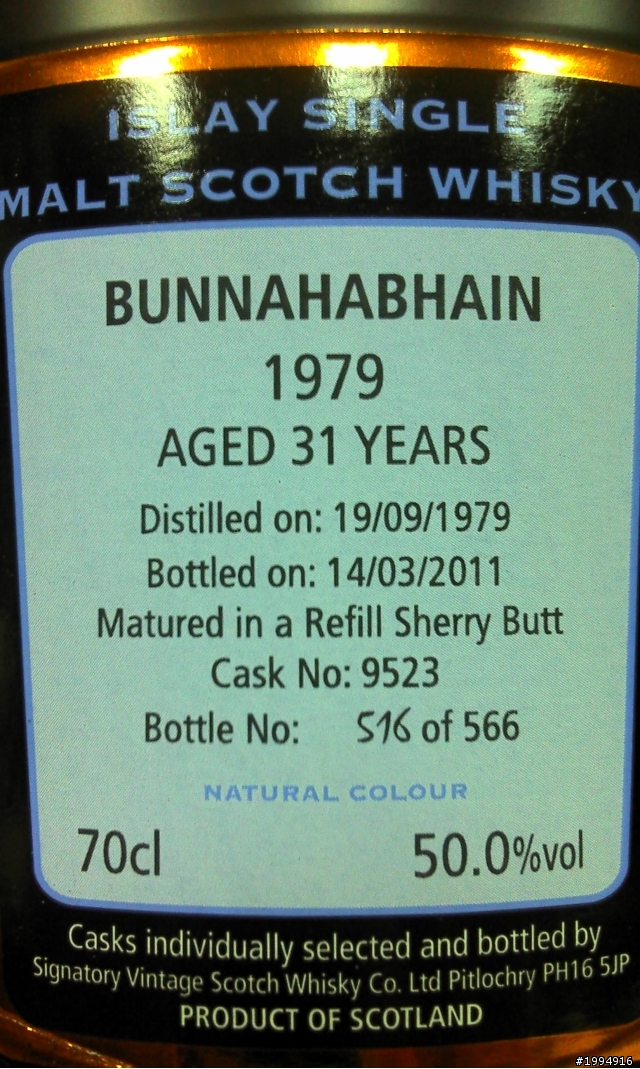 ISLAY SINGLE
MALT SCOTCH WHISKY
BUNNAHABHAIN
1979
AGED 31 YEARS
Distilled on: 19/09/1979
Bottled on: 14/03/2011
Matured in a Refill Sherry Butt
Cask No: 9523
Bottle No: 516 of 566
NATURAL COLOUR
70cl 50.0%vol
Casks individually selected and bottled by
Signatory Vintage Scotch Whisky Co. Ltd Pitlochry PH16 5JP
PRODUCT OF SCOTLAND
#1994916